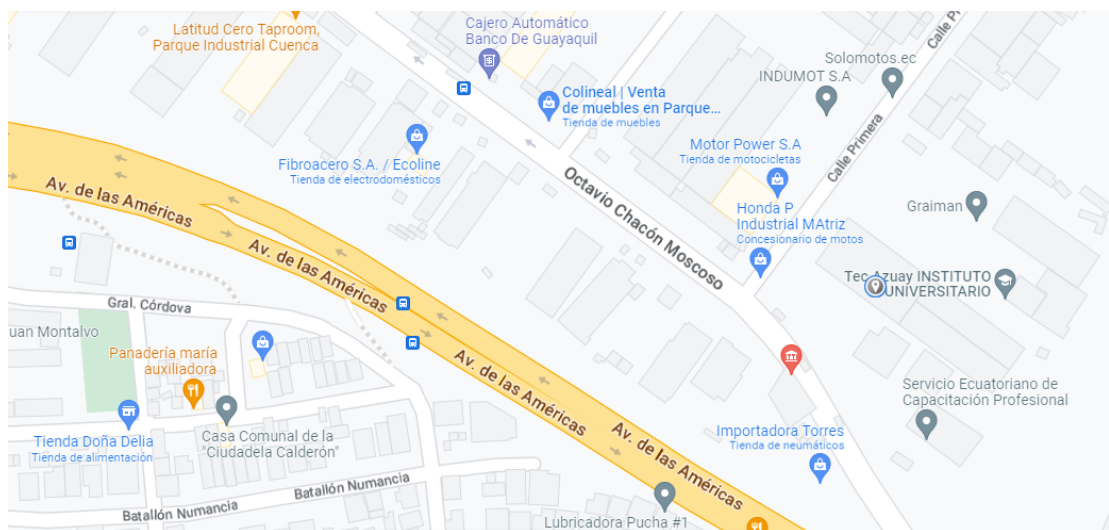 Latitud Cero Taproom,
Parque Industrial Cuenca
Cajero Automático
Banco De Guayaquil
Calle Pr
Solomotos.ec
INDUMOT S.A
Colineal | Venta
de muebles en Parque...
Tienda de muebles
Motor Power S.A
Tienda de motocicletas
Calle Primera
Fibroacero S.A. / Ecoline
Tienda de electrodomésticos
Octavio Chacón Moscoso
Av. de las Américas
Honda P
Industrial MAtriz
Concesionario de motos
Graiman
Av. de las Américas
Tec Azuay INSTITUTO
UNIVERSITARIO
Gral. Córdova
uan Montalvo
Panadería maría
auxiliadora
Av. de las Américas
Servicio Ecuatoriano de
Capacitación Profesional
Tienda Doña Delia
Tienda de alimentación
Casa Comunal de la
"Ciudadela Calderón"
Av. de las Américas
Importadora Torres
Tienda de neumáticos
Batallón Numancia
Batallón Numancia
Lubricadora Pucha #1